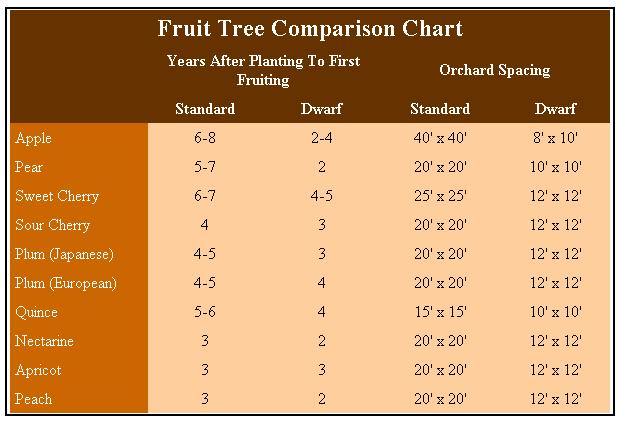 Fruit Tree Comparison Chart
Years After Planting To First Fruiting Orchard Spacing
Standard Dwarf Standard Dwarf
Apple 6-8 2-4 40' x 40' 8' x 10'
Pear 5-7 2 20' x 20' 10' x 10'
Sweet Cherry 6-7 4-5 25' x 25' 12' x 12'
Sour Cherry 4 3 20' x 20' 12' x 12'
Plum (Japanese) 4-5 3 20' x 20' 12' x 12'
Plum (European) 4-5 4 20' x 20' 12' x 12'
Quince 5-6 4 15' x 15' 10' x 10'
Nectarine 3 2 20' x 20' 12' x 12'
Apricot 3 3 20' x 20' 12' x 12'
Peach 3 2 20' x 20' 12' x 12'